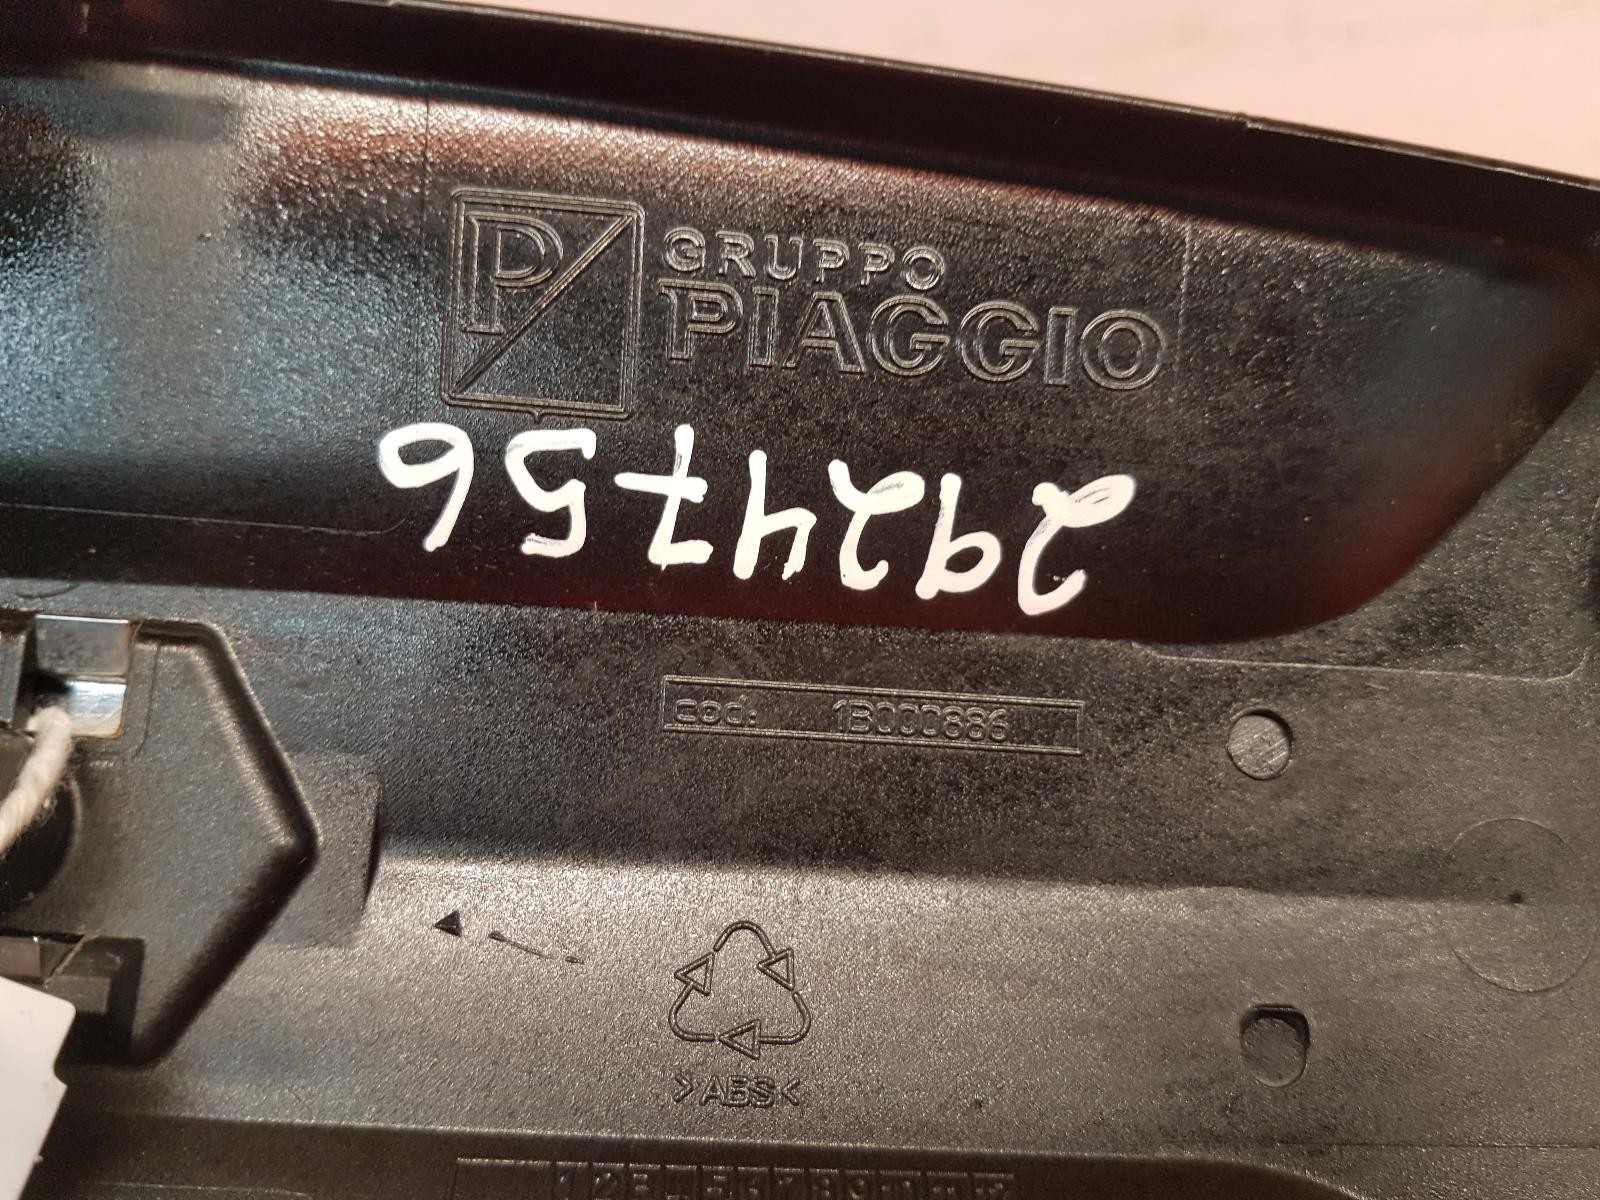 P GRUPPO
PIAGGIO
2924756
cod: 1B000886
>ABS<